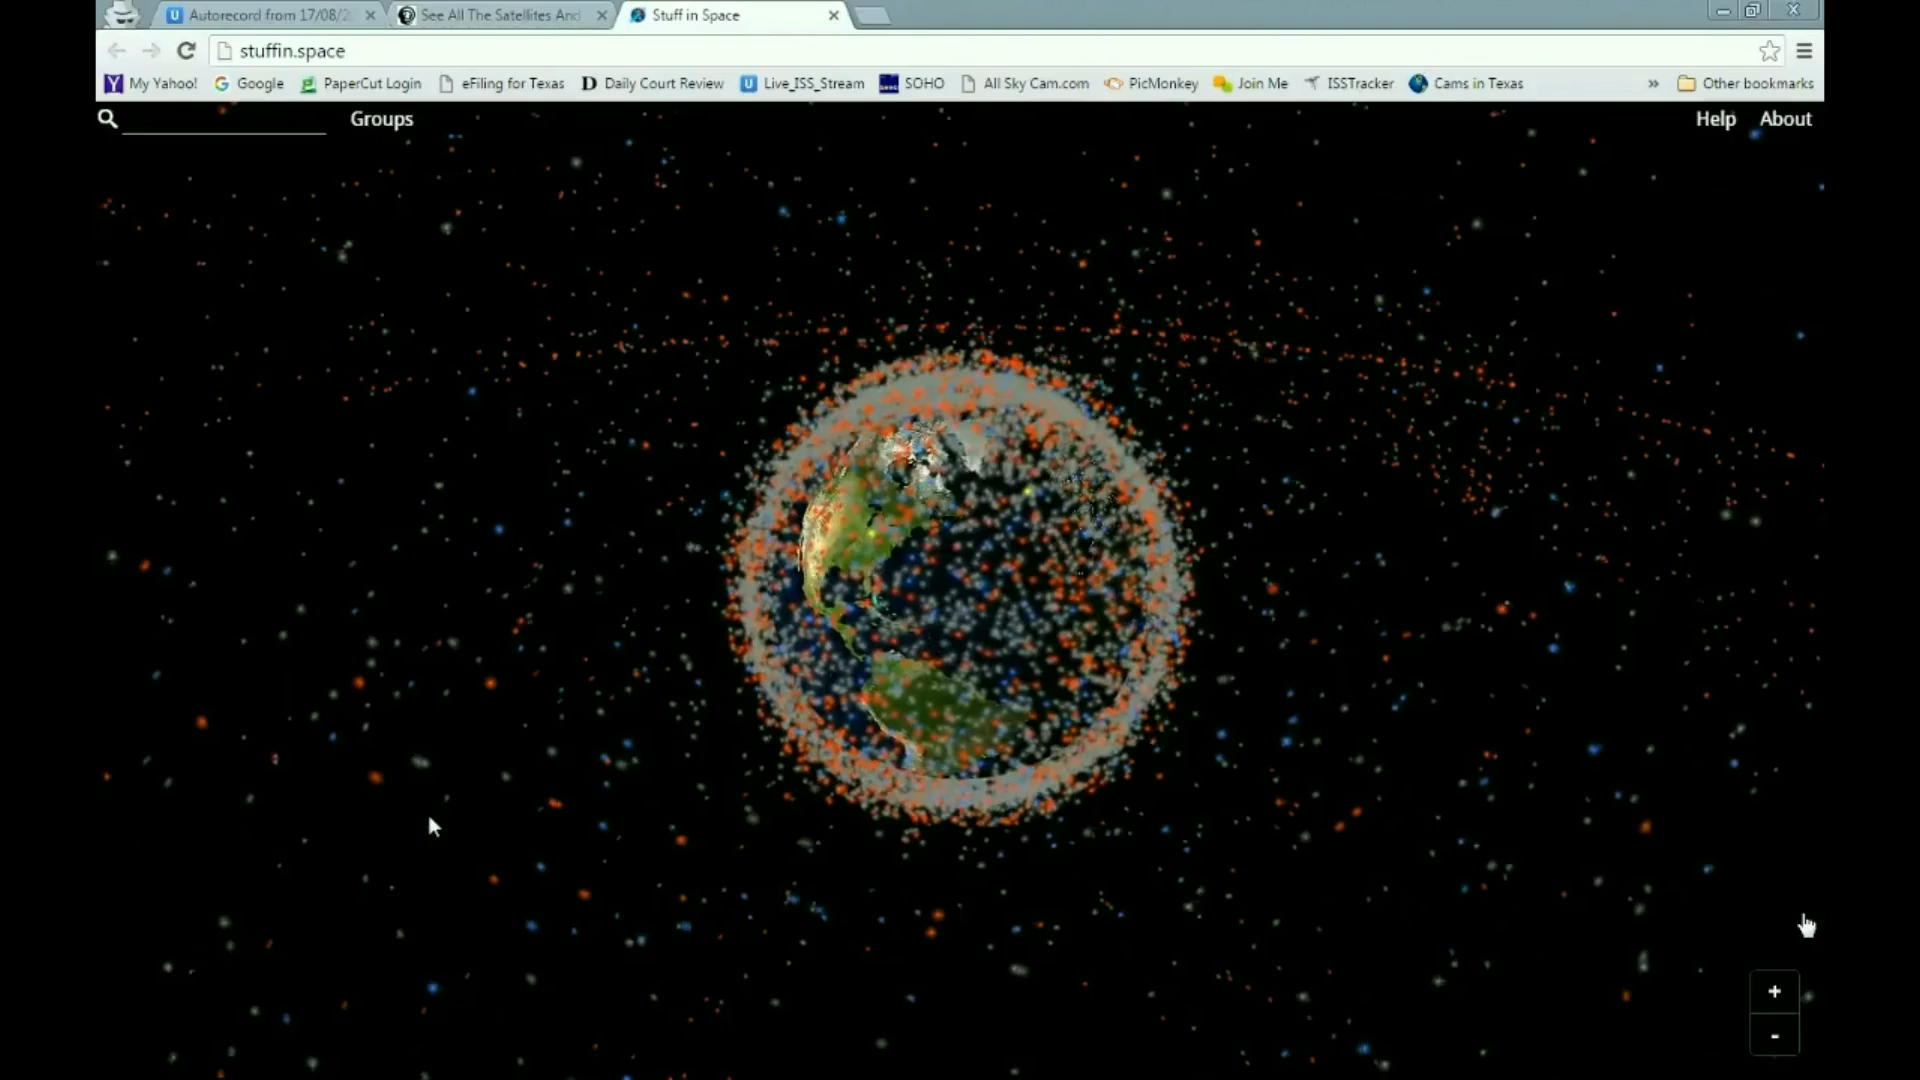 Autorecord from 17/08/2
See All The Satellites And
Stuff in Space
stuffin.space
My Yahoo!
Google
PaperCut Login
eFiling for Texas
Daily Court Review
Live_ISS_Stream
SOHO
All Sky Cam.com
PicMonkey
Join Me
ISSTracker
Cams in Texas
»
Other bookmarks
Groups
Help
About
+
-